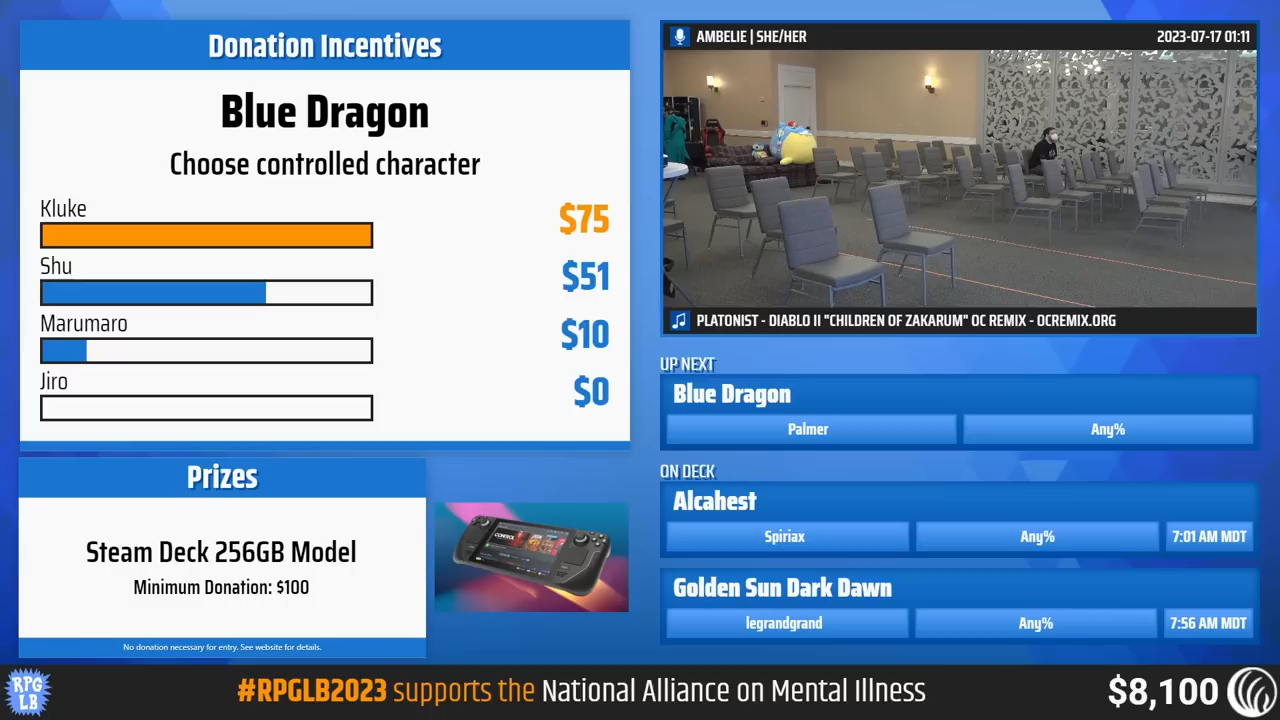 Donation Incentives
Blue Dragon
Choose controlled character
Kluke
$75
Shu
$51
Marumaro
$10
Jiro
$0
Prizes
Steam Deck 256GB Model
Minimum Donation: $100
No donation necessary for entry. See website for details.
CONTROL
AMBELIE | SHE/HER
2023-07-17 01:11
PLATONIST - DIABLO II "CHILDREN OF ZAKARUM" OC REMIX - OCREMIX.ORG
UP NEXT
Blue Dragon
Palmer
Any%
ON DECK
Alcahest
Spiriax
Any%
7:01 AM MDT
Golden Sun Dark Dawn
legrandgrand
Any%
7:56 AM MDT
RPG
LB
#RPGLB2023 supports the National Alliance on Mental Illness
$8,100